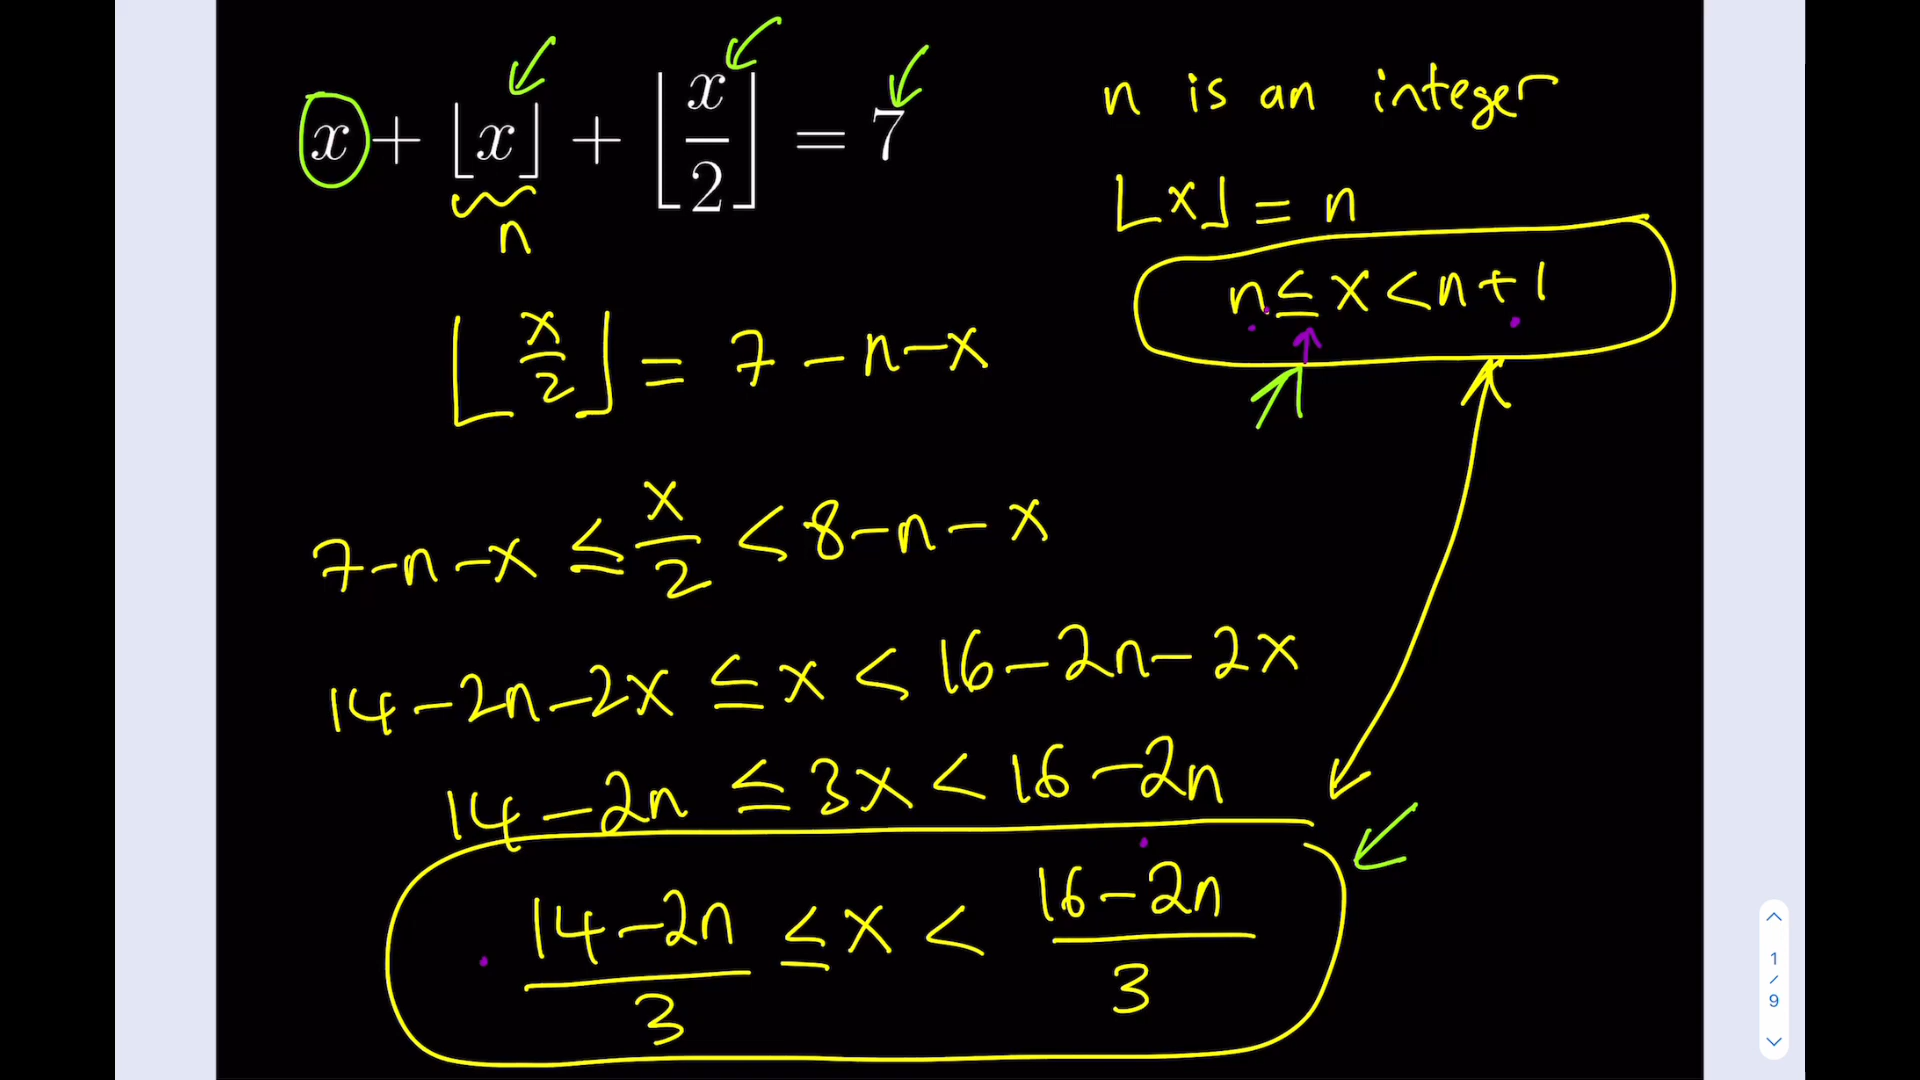 x + ⌊x⌋ + ⌊x/2⌋ = 7
n
⌊x/2⌋ = 7 - n - x
7 - n - x ≤ x/2 < 8 - n - x
14 - 2n - 2x ≤ x < 16 - 2n - 2x
14 - 2n ≤ 3x < 16 - 2n
(14 - 2n)/3 ≤ x < (16 - 2n)/3
n is an integer
⌊x⌋ = n
n ≤ x < n + 1
1
/
9